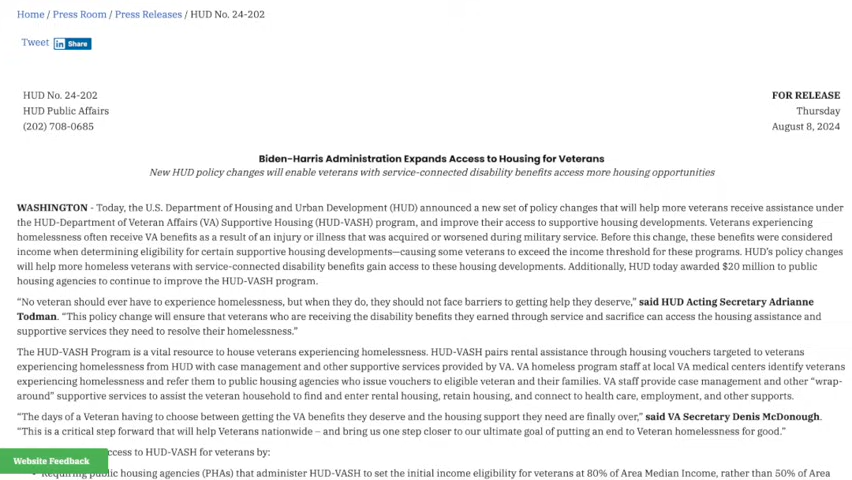 Home / Press Room / Press Releases / HUD No. 24-202
Tweet in Share
HUD No. 24-202
HUD Public Affairs
(202) 708-0685
FOR RELEASE
Thursday
August 8, 2024
Biden-Harris Administration Expands Access to Housing for Veterans
New HUD policy changes will enable veterans with service-connected disability benefits access more housing opportunities
WASHINGTON - Today, the U.S. Department of Housing and Urban Development (HUD) announced a new set of policy changes that will help more veterans receive assistance under
the HUD-Department of Veteran Affairs (VA) Supportive Housing (HUD-VASH) program, and improve their access to supportive housing developments. Veterans experiencing
homelessness often receive VA benefits as a result of an injury or illness that was acquired or worsened during military service. Before this change, these benefits were considered
income when determining eligibility for certain supportive housing developments—causing some veterans to exceed the income threshold for these programs. HUD's policy changes
will help more homeless veterans with service-connected disability benefits gain access to these housing developments. Additionally, HUD today awarded $20 million to public
housing agencies to continue to improve the HUD-VASH program.
“No veteran should ever have to experience homelessness, but when they do, they should not face barriers to getting help they deserve,” said HUD Acting Secretary Adrianne
Todman. “This policy change will ensure that veterans who are receiving the disability benefits they earned through service and sacrifice can access the housing assistance and
supportive services they need to resolve their homelessness.”
The HUD-VASH Program is a vital resource to house veterans experiencing homelessness. HUD-VASH pairs rental assistance through housing vouchers targeted to veterans
experiencing homelessness from HUD with case management and other supportive services provided by VA. VA homeless program staff at local VA medical centers identify veterans
experiencing homelessness and refer them to public housing agencies who issue vouchers to eligible veteran and their families. VA staff provide case management and other “wrap-
around” supportive services to assist the veteran household to find and enter rental housing, retain housing, and connect to health care, employment, and other supports.
“The days of a Veteran having to choose between getting the VA benefits they deserve and the housing support they need are finally over,” said VA Secretary Denis McDonough.
“This is a critical step forward that will help Veterans nationwide – and bring us one step closer to our ultimate goal of putting an end to Veteran homelessness for good.”
access to HUD-VASH for veterans by:
Website Feedback
Requiring public housing agencies (PHAs) that administer HUD-VASH to set the initial income eligibility for veterans at 80% of Area Median Income, rather than 50% of Area